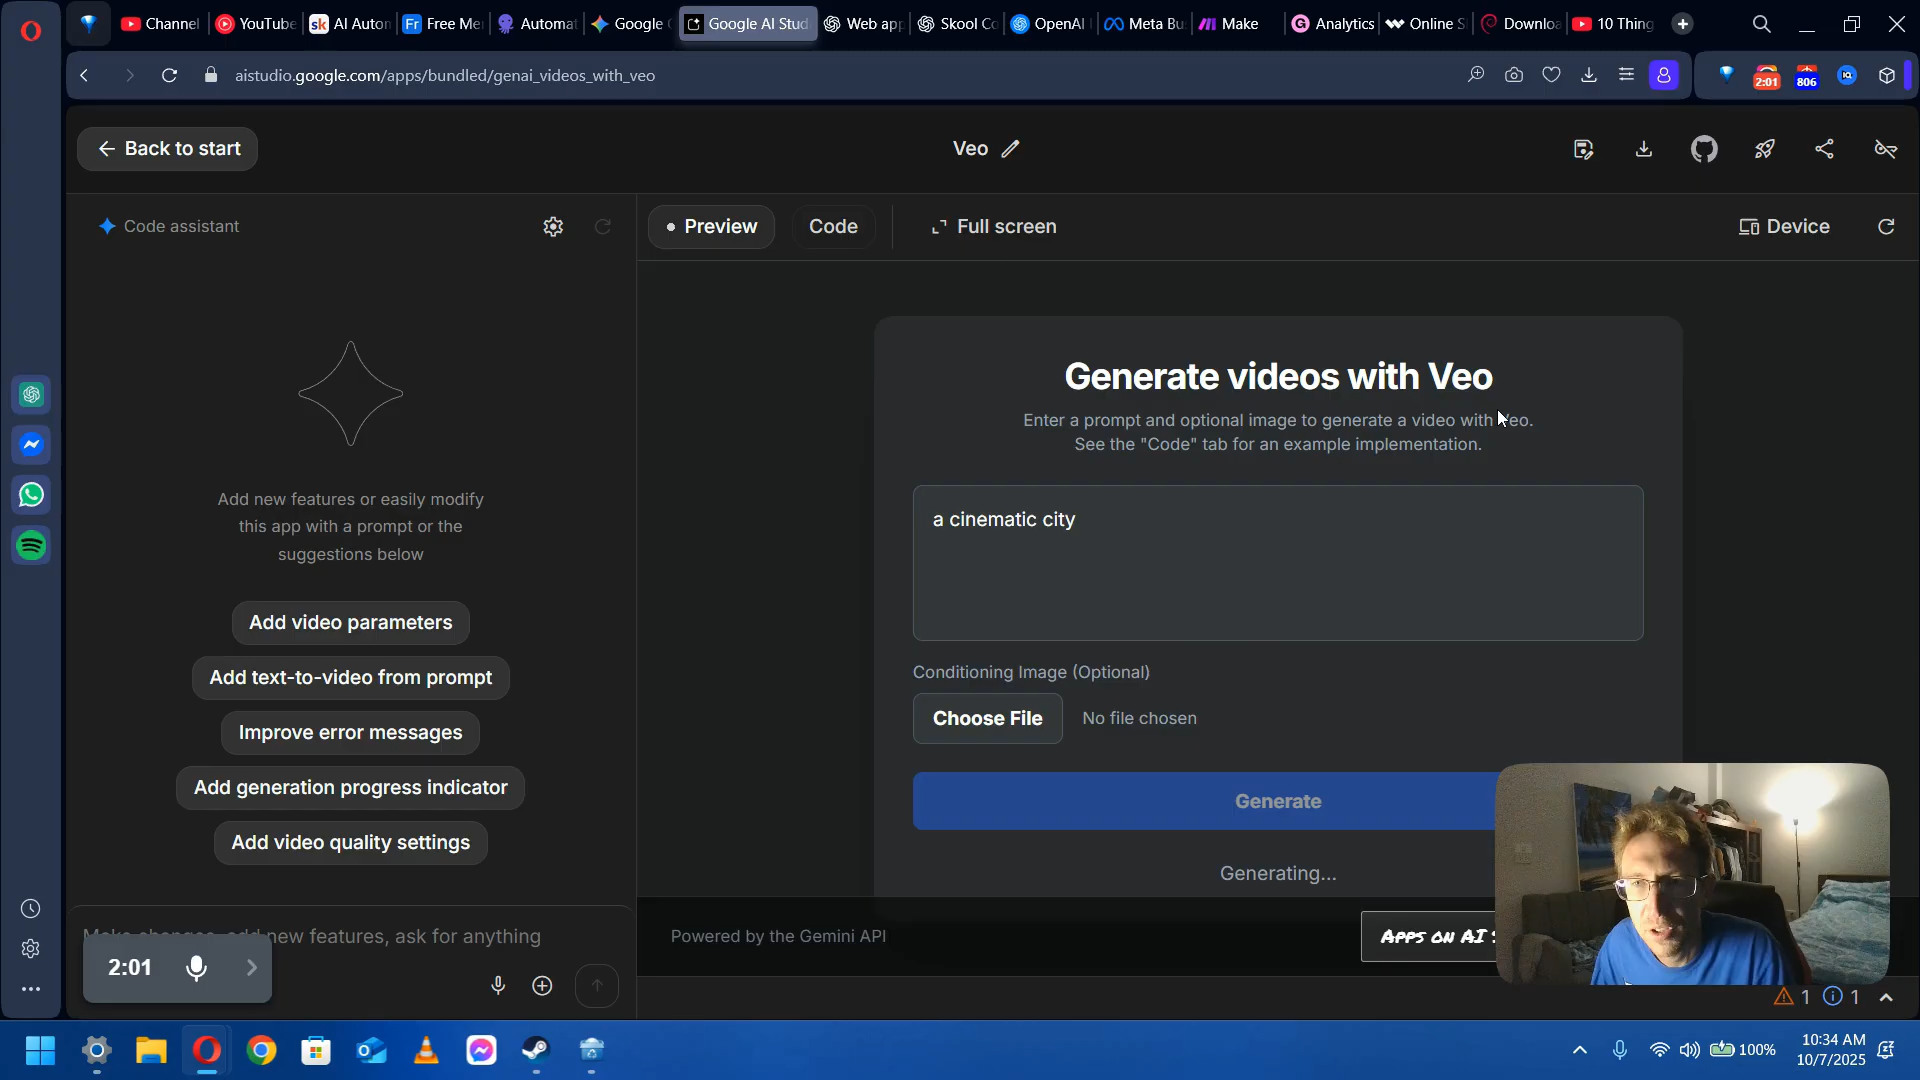 Channel
YouTube
AI Auton
Free Me
Automat
Google
Google AI Stud
Web app
Skool Co
OpenAI
Meta Bu
Make
Analytics
Online S
Downloa
10 Thing
aistudio.google.com/apps/bundled/genai_videos_with_veo
2:01
806
Back to start
Veo
Code assistant
Preview
Code
Full screen
Device
Generate videos with Veo
Enter a prompt and optional image to generate a video with Veo.
See the "Code" tab for an example implementation.
a cinematic city
Add new features or easily modify
this app with a prompt or the
suggestions below
Add video parameters
Add text-to-video from prompt
Improve error messages
Add generation progress indicator
Add video quality settings
Conditioning Image (Optional)
Choose File
No file chosen
Generate
Generating...
Make changes, add new features, ask for anything
2:01
Powered by the Gemini API
Apps on AI
1
1
100%
10:34 AM
10/7/2025